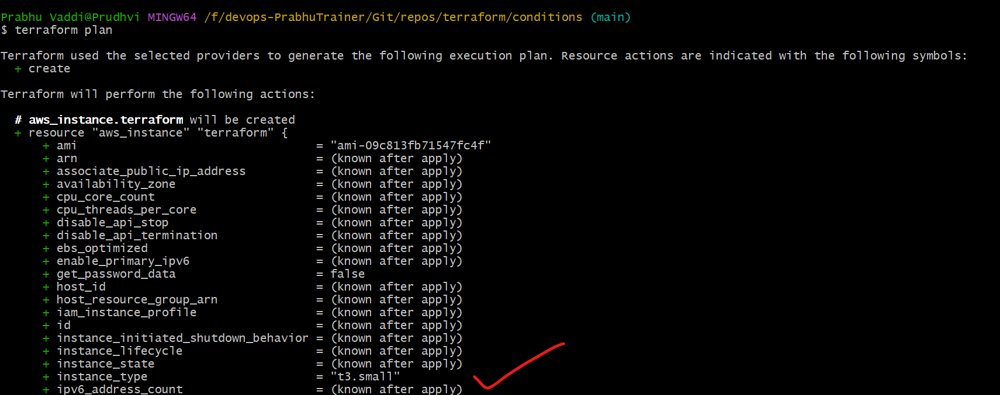 Prabhu Vaddi@Prudhvi MINGW64 /f/devops-PrabhuTrainer/Git/repos/terraform/conditions (main)
$ terraform plan
Terraform used the selected providers to generate the following execution plan. Resource actions are indicated with the following symbols:
+ create
Terraform will perform the following actions:
# aws_instance.terraform will be created
+ resource "aws_instance" "terraform" {
+ ami = "ami-09c813fb71547fc4f"
+ arn = (known after apply)
+ associate_public_ip_address = (known after apply)
+ availability_zone = (known after apply)
+ cpu_core_count = (known after apply)
+ cpu_threads_per_core = (known after apply)
+ disable_api_stop = (known after apply)
+ disable_api_termination = (known after apply)
+ ebs_optimized = (known after apply)
+ enable_primary_ipv6 = (known after apply)
+ get_password_data = false
+ host_id = (known after apply)
+ host_resource_group_arn = (known after apply)
+ iam_instance_profile = (known after apply)
+ id = (known after apply)
+ instance_initiated_shutdown_behavior = (known after apply)
+ instance_lifecycle = (known after apply)
+ instance_state = (known after apply)
+ instance_type = "t3.small"
+ ipv6_address_count = (known after apply)